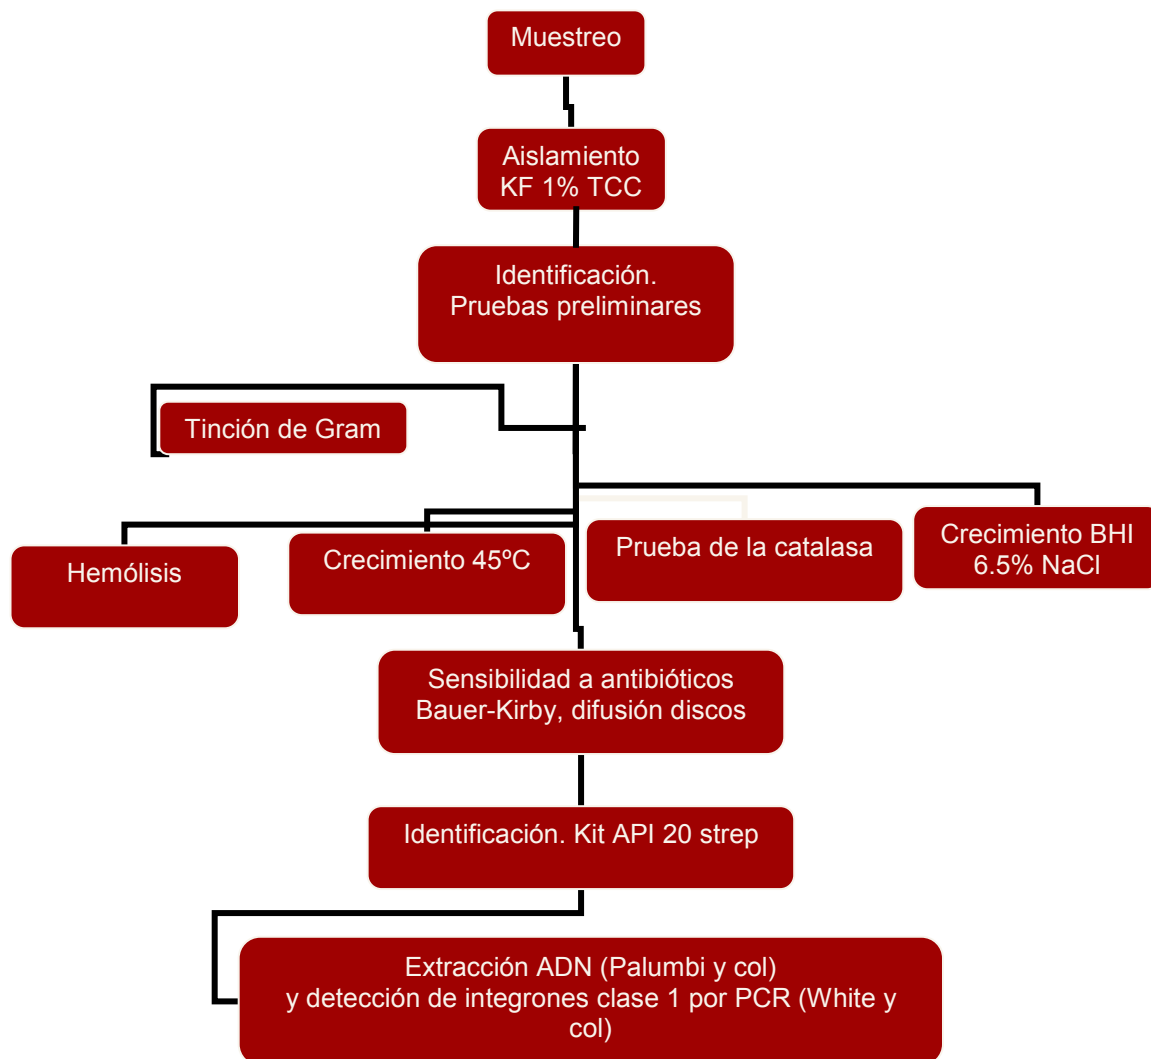 Muestreo
Aislamiento
KF 1% TCC
Identificación.
Pruebas preliminares
Tinción de Gram
Hemólisis
Crecimiento 45ºC
Prueba de la catalasa
Crecimiento BHI
6.5% NaCl
Sensibilidad a antibióticos
Bauer-Kirby, difusión discos
Identificación. Kit API 20 strep
Extracción ADN (Palumbi y col)
y detección de integrones clase 1 por PCR (White y
col)